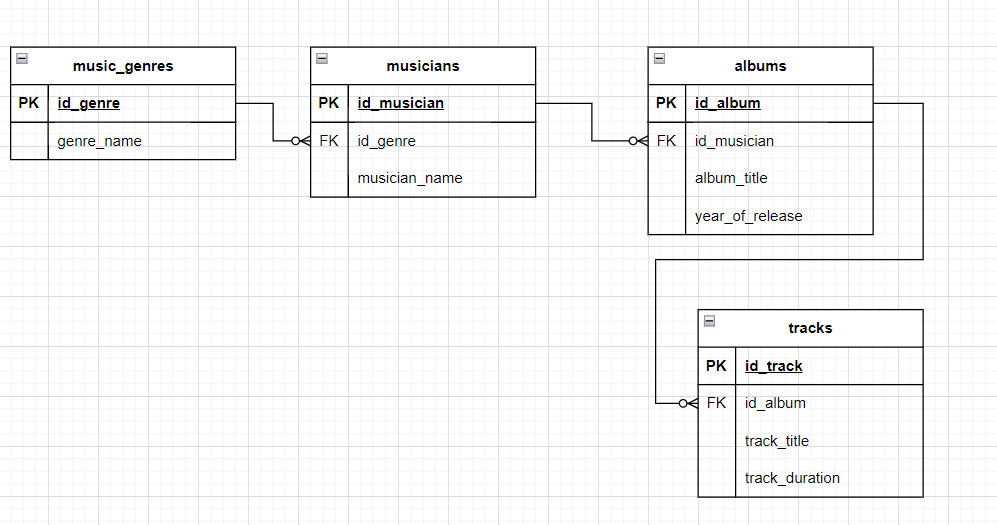 music_genres
PK id_genre
genre_name
musicians
PK id_musician
FK id_genre
musician_name
albums
PK id_album
FK id_musician
album_title
year_of_release
tracks
PK id_track
FK id_album
track_title
track_duration